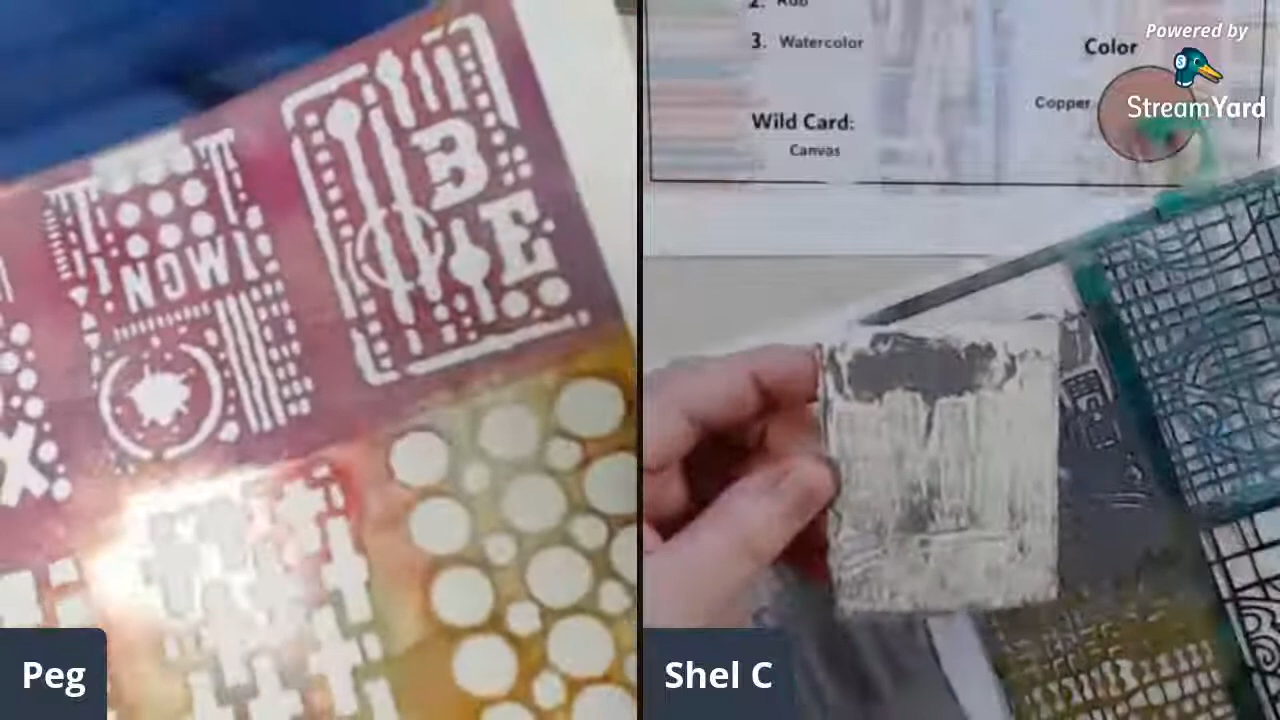 BE
NOW!
X
2. Rub
3. Watercolor
Wild Card:
Canvas
Color
Copper
Powered by
StreamYard
Peg
Shel C